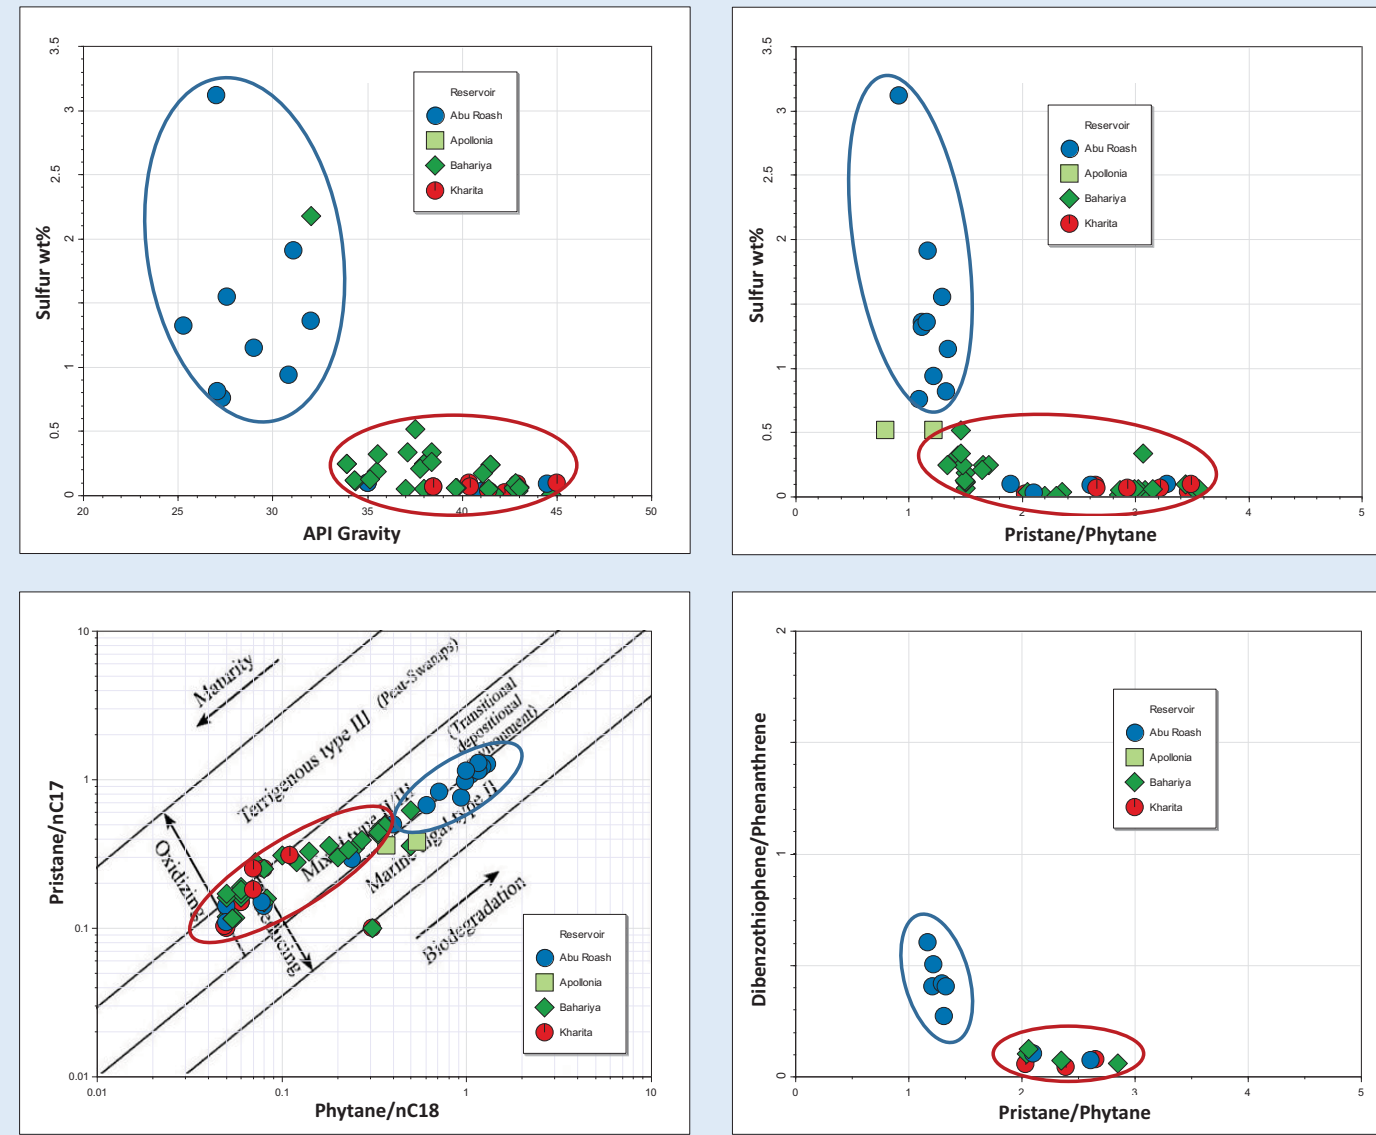 3.5
3
2.5
2
1
0.5
0
Sulfur wt%
20
25
30
35
40
45
50
API Gravity
Reservoir
Abu Roash
Apollonia
Bahariya
Kharita
3.5
3
2.5
2
1
0.5
0
Sulfur wt%
0
1
2
3
4
5
Pristane/Phytane
Reservoir
Abu Roash
Apollonia
Bahariya
Kharita
10
1
0.1
0.01
Pristane/nC17
0.01
0.1
1
10
Phytane/nC18
Maturity
Terrigenous type III (Peat-Swamps)
(Transitional
depositional
Oxidizing
Biodegradation
Reservoir
Abu Roash
Apollonia
Bahariya
Kharita
2
1
0
Dibenzothiophene/Phenanthrene
0
1
2
3
4
5
Pristane/Phytane
Reservoir
Abu Roash
Apollonia
Bahariya
Kharita